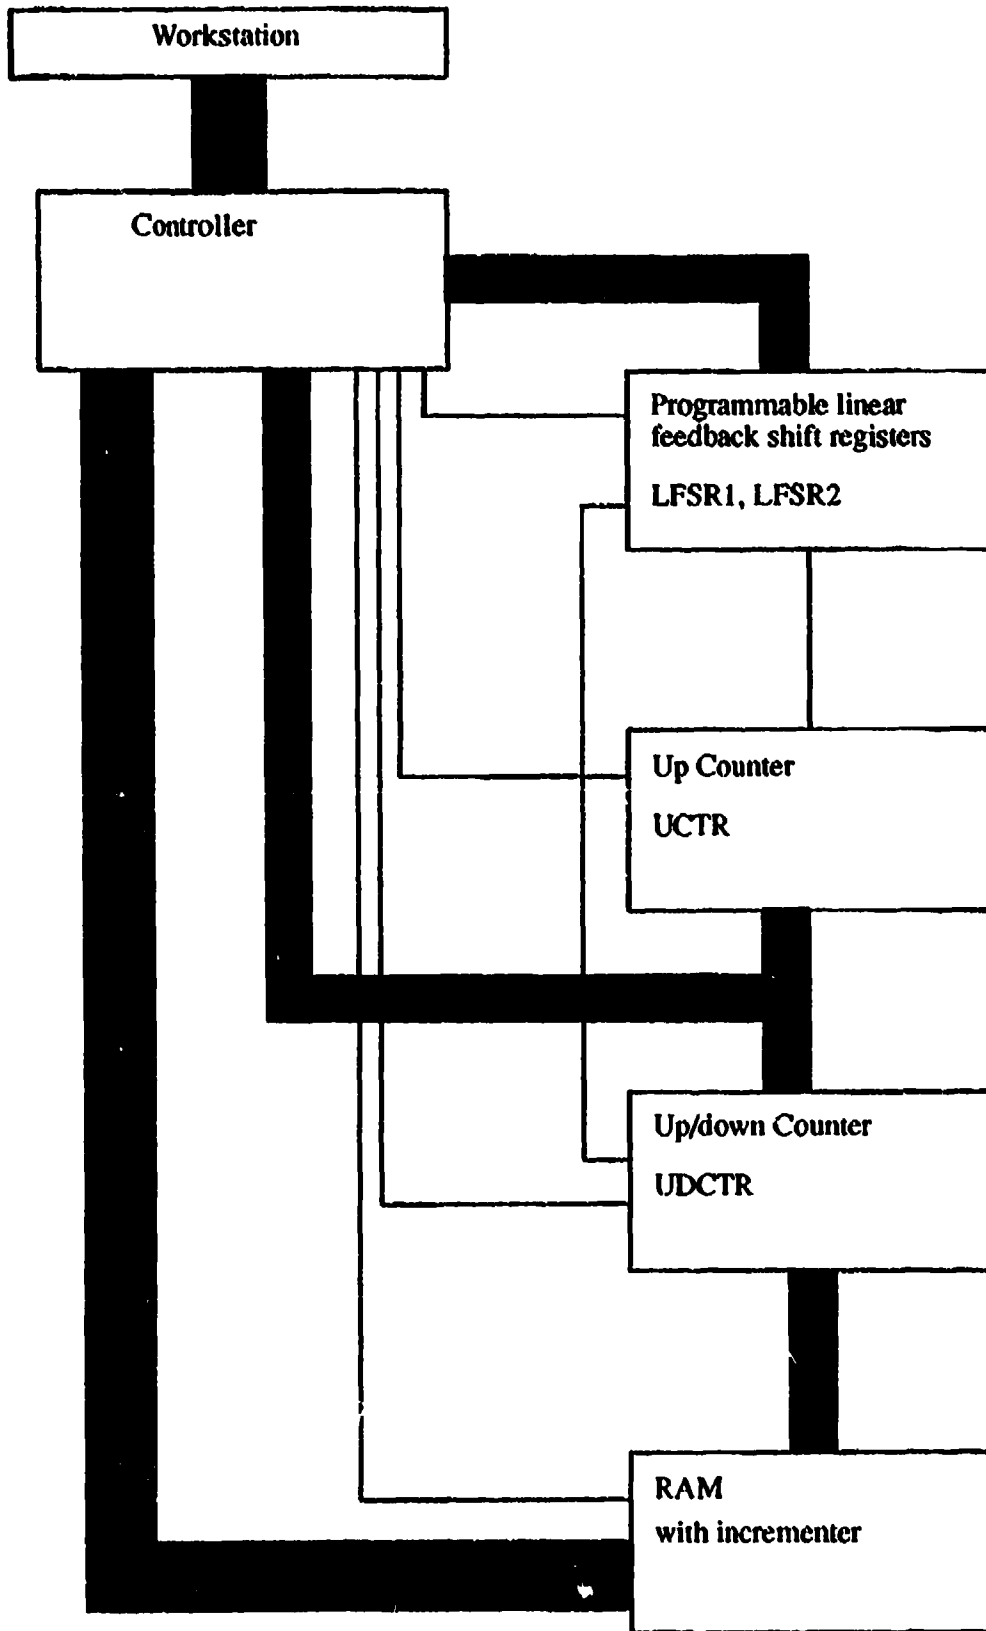 Workstation
Controller
Programmable linear
feedback shift registers
LFSR1, LFSR2
Up Counter
UCTR
Up/down Counter
UDCTR
RAM
with incrementer